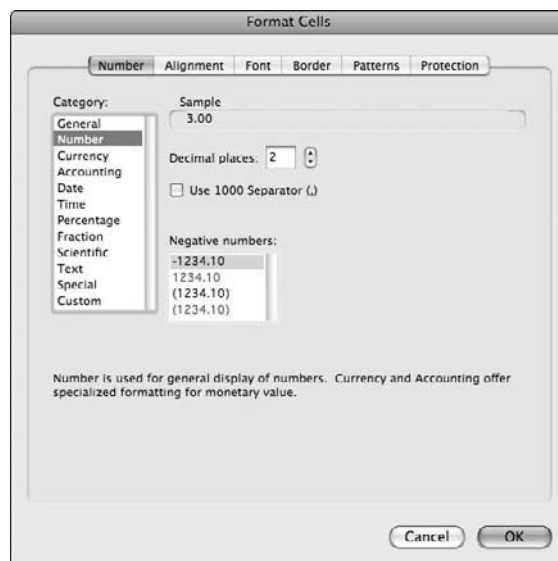 Format Cells
Number Alignment Font Border Patterns Protection
Category:
General
Number
Currency
Accounting
Date
Time
Percentage
Fraction
Scientific
Text
Special
Custom
Sample
3.00
Decimal places: 2
Use 1000 Separator (,)
Negative numbers:
-1234.10
1234.10
(1234.10)
(1234.10)
Number is used for general display of numbers. Currency and Accounting offer
specialized formatting for monetary value.
Cancel OK